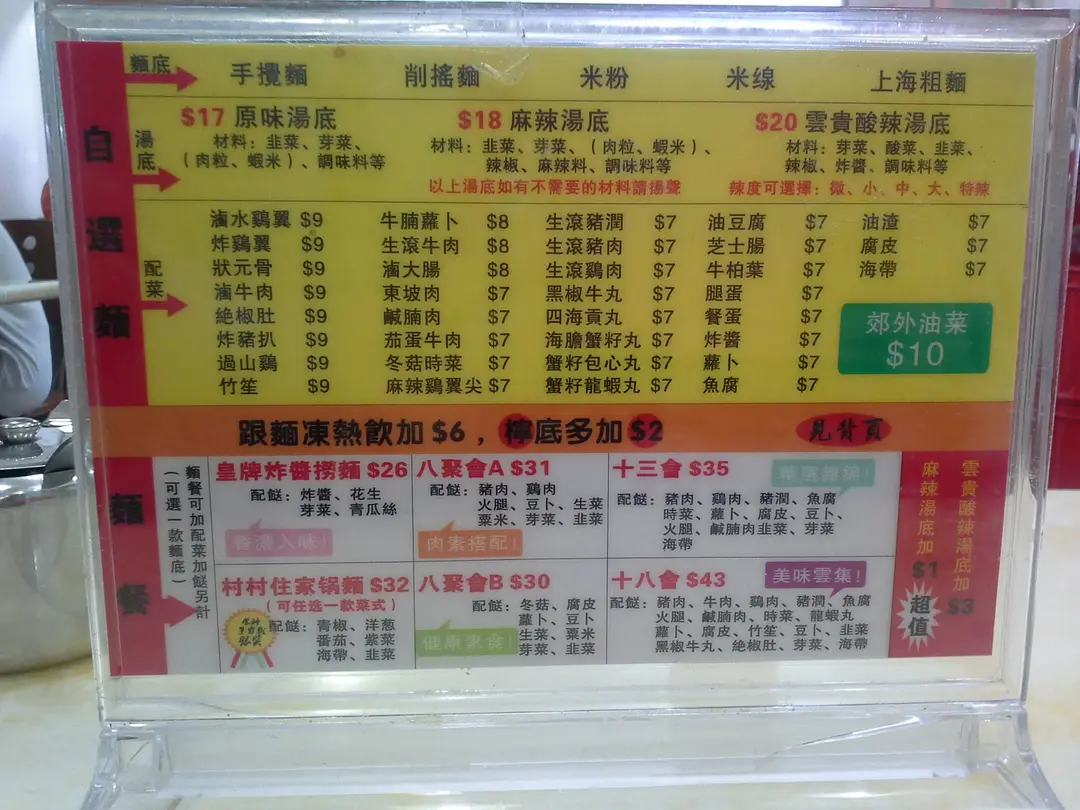 自選麵
麵底
手攪麵 削搖麵 米粉 米线 上海粗麵
湯底
$17 原味湯底 $18 麻辣湯底 $20 雲貴酸辣湯底
材料：韭菜、芽菜、 材料：韭菜、芽菜、（肉粒、蝦米）、 材料：芽菜、酸菜、韭菜、
（肉粒、蝦米）、調味料等 辣椒、麻辣料、調味料等 辣椒、炸醬、調味料等
以上湯底如有不需要的材料請揚聲 辣度可選擇：微、小、中、大、特辣
配菜
滷水鷄翼 $9 牛腩蘿卜 $8 生滾豬潤 $7 油豆腐 $7 油渣 $7
炸鷄翼 $9 生滾牛肉 $8 生滾豬肉 $7 芝士腸 $7 腐皮 $7
狀元骨 $9 滷大腸 $8 生滾鷄肉 $7 牛柏葉 $7 海帶 $7
滷牛肉 $9 東坡肉 $7 黑椒牛丸 $7 腿蛋 $7
絕椒肚 $9 鹹腩肉 $7 四海貢丸 $7 餐蛋 $7
炸豬扒 $9 茄蛋牛肉 $7 海膽蟹籽丸 $7 炸醬 $7
過山鷄 $9 冬菇時菜 $7 蟹籽包心丸 $7 蘿卜 $7
竹笙 $9 麻辣鷄翼尖 $7 蟹籽龍蝦丸 $7 魚腐 $7
郊外油菜
$10
跟麵凍熱飲加 $6 , 檸底多加 $2 見背頁
麵餐
麵餐可加配菜加餸另計
（可選一款麵底）
皇牌炸醬撈麵 $26
配餸：炸醬、花生
芽菜、青瓜絲
香濃入味！
八聚會A $31
配餸：豬肉、鷄肉
火腿、豆卜、生菜
粟米、芽菜、韭菜
肉素搭配！
十三會 $35
配餸：豬肉、鷄肉、豬潤、魚腐
時菜、蘿卜、腐皮、豆卜、
火腿、鹹腩肉韭菜、芽菜
海帶
村村住家锅麵 $32
（可任选一款菜式）
配餸：青椒、洋葱
番茄、紫菜
海帶、韭菜
八聚會B $30
配餸：冬菇、腐皮
蘿卜、豆卜
生菜、粟米
芽菜、韭菜
健康素食！
十八會 $43
美味雲集！
配餸：豬肉、牛肉、鷄肉、豬潤、魚腐
火腿、鹹腩肉、時菜、龍蝦丸
蘿卜、腐皮、竹笙、豆卜、韭菜
黑椒牛丸、絕椒肚、芽菜、海帶
雲貴酸辣湯底加 $3
麻辣湯底加 $1
超值